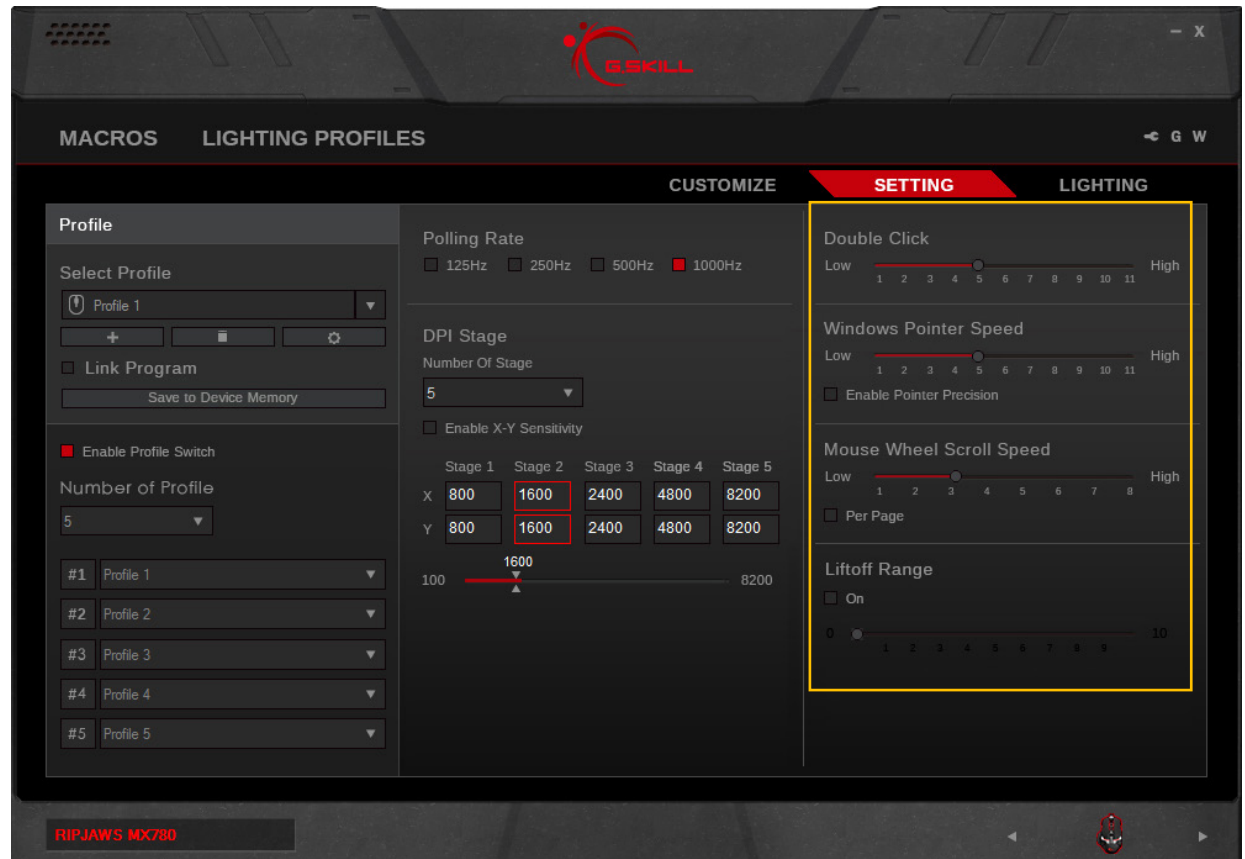 G.SKILL
- X
MACROS LIGHTING PROFILES
G W
CUSTOMIZE SETTING LIGHTING
Profile
Select Profile
Profile 1
+
Link Program
Save to Device Memory
Enable Profile Switch
Number of Profile
5
#1 Profile 1
#2 Profile 2
#3 Profile 3
#4 Profile 4
#5 Profile 5
Polling Rate
125Hz 250Hz 500Hz 1000Hz
DPI Stage
Number Of Stage
5
Enable X-Y Sensitivity
Stage 1 Stage 2 Stage 3 Stage 4 Stage 5
X 800 1600 2400 4800 8200
Y 800 1600 2400 4800 8200
1600
100 8200
Double Click
Low High
1 2 3 4 5 6 7 8 9 10 11
Windows Pointer Speed
Low High
1 2 3 4 5 6 7 8 9 10 11
Enable Pointer Precision
Mouse Wheel Scroll Speed
Low High
1 2 3 4 5 6 7 8
Per Page
Liftoff Range
On
0 10
1 2 3 4 5 6 7 8 9
RIPJAWS MX780